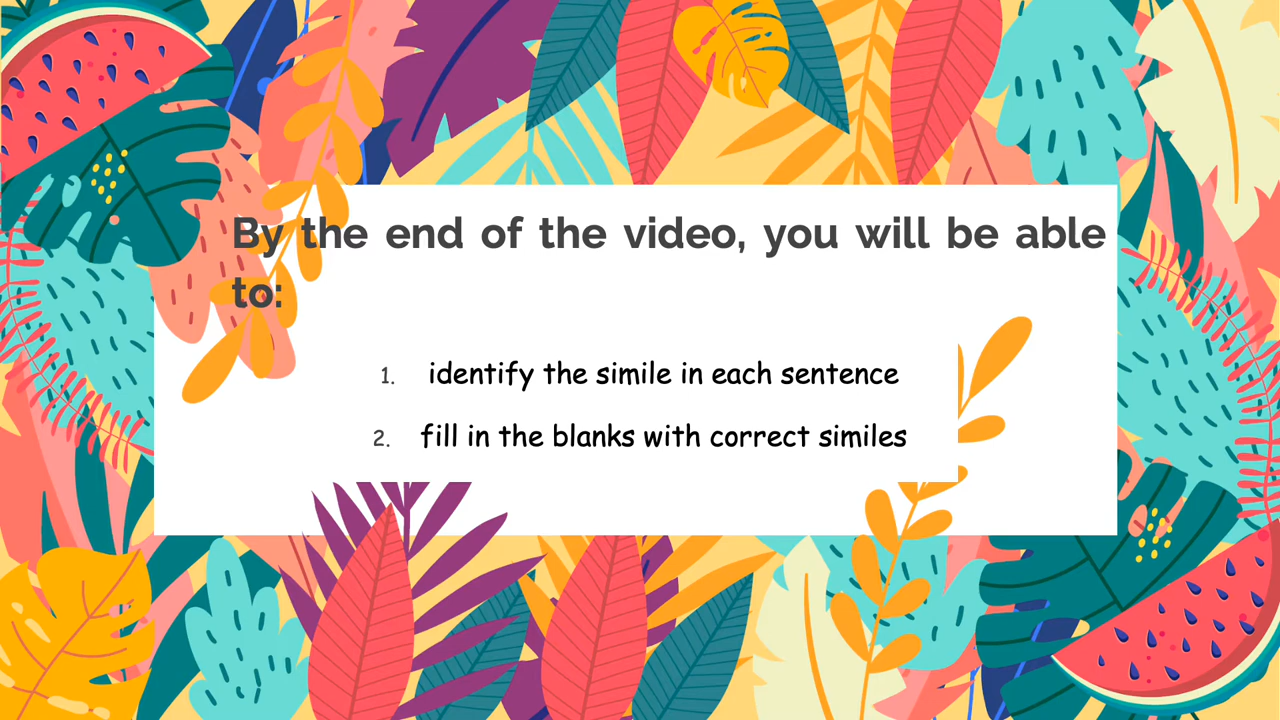 By the end of the video, you will be able
to:
1. identify the simile in each sentence
2. fill in the blanks with correct similes